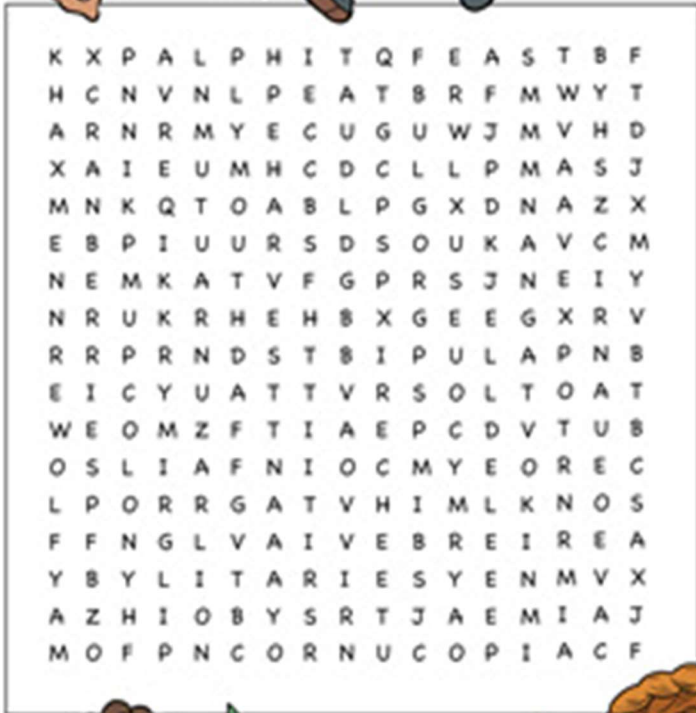 K X P A L P H I T Q F E A S T B F
H C N V N L P E A T B R F M W Y T
A R N R M Y E C U G U W J M V H D
X A I E U M H C D C L L P M A S J
M N K Q T O A B L P G X D N A Z X
E B P I U U R S D S O U K A V C M
N E M K A T V F G P R S J N E I Y
N R U K R H E H B X G E E G X R V
R R P R N D S T B I P U L A P N B
E I C Y U A T T V R S O L T O A T
W E O M Z F T I A E P C D V T U B
O S L I A F N I O C M Y E O R E C
L P O R R G A T V H I M L K N O S
F F N G L V A I V E B R E I R E A
Y B Y L I T A R I E S Y E N M V X
A Z H I O B Y S R T J A E M I A J
M O F P N C O R N U C O P I A C F